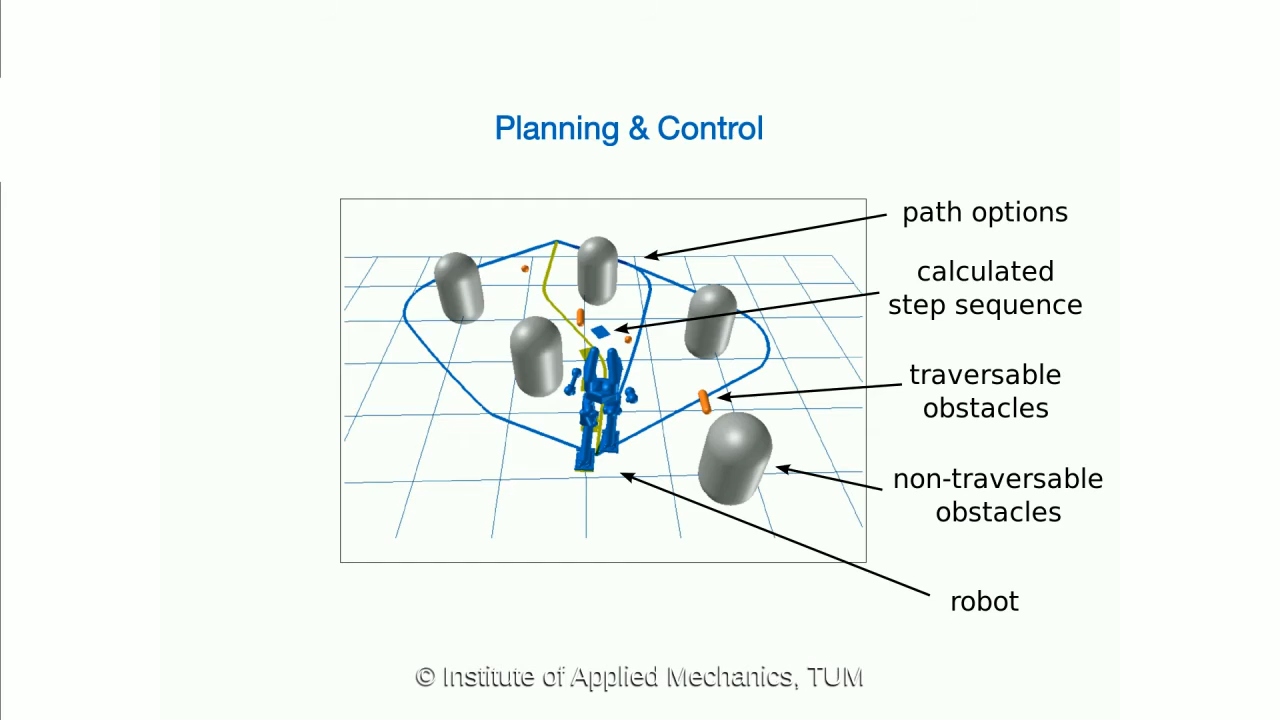 Planning & Control
path options
calculated
step sequence
traversable
obstacles
non-traversable
obstacles
robot
© Institute of Applied Mechanics, TUM